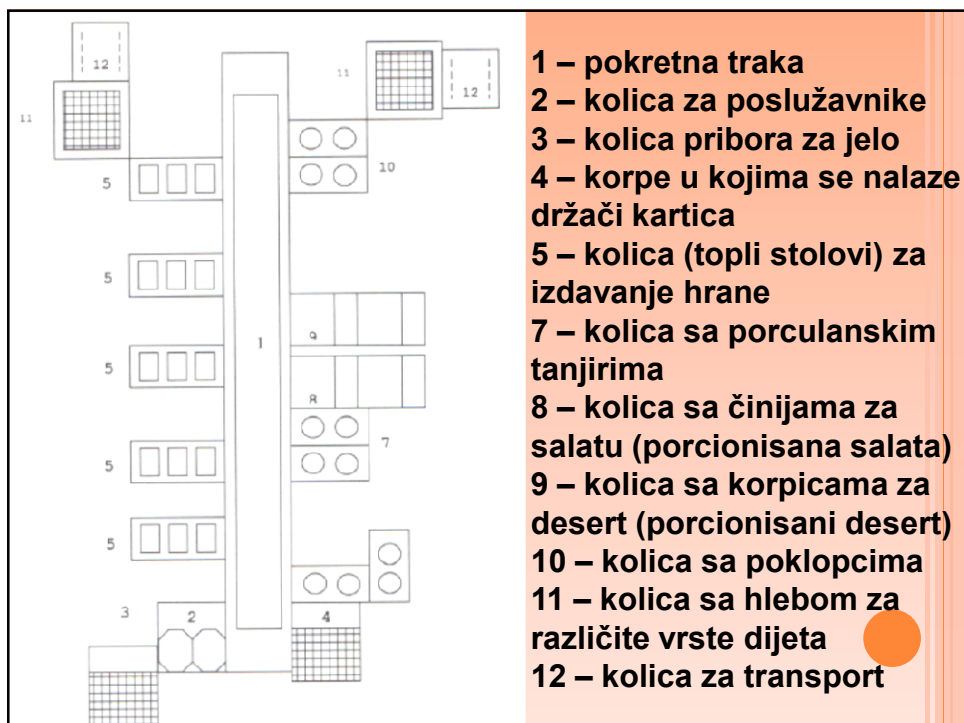 12
11
12
11
5
10
5
9
1
5
8
7
5
5
3
2
4
1 – pokretna traka
2 – kolica za poslužavnike
3 – kolica pribora za jelo
4 – korpe u kojima se nalaze
držači kartica
5 – kolica (topli stolovi) za
izdavanje hrane
7 – kolica sa porculanskim
tanjirima
8 – kolica sa činijama za
salatu (porcionisana salata)
9 – kolica sa korpicama za
desert (porcionisani desert)
10 – kolica sa poklopcima
11 – kolica sa hlebom za
različite vrste dijeta
12 – kolica za transport